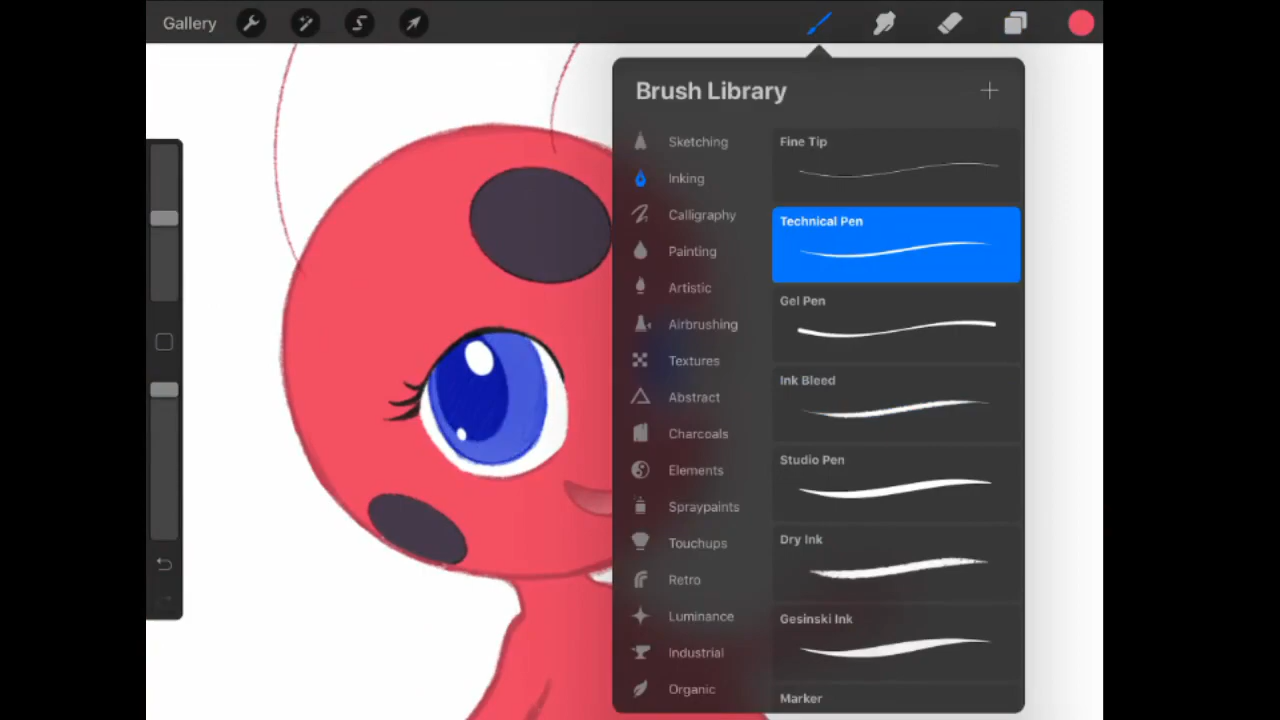 Gallery
Brush Library
Sketching
Inking
Calligraphy
Painting
Artistic
Airbrushing
Textures
Abstract
Charcoals
Elements
Spraypaints
Touchups
Retro
Luminance
Industrial
Organic
Fine Tip
Technical Pen
Gel Pen
Ink Bleed
Studio Pen
Dry Ink
Gesinski Ink
Marker